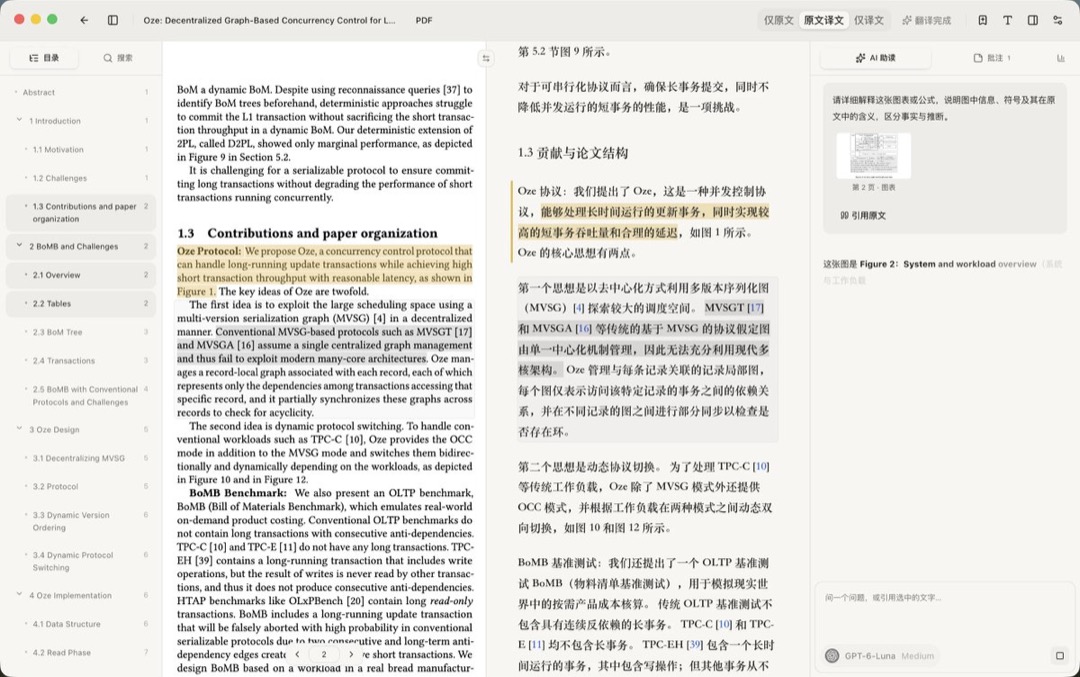 Oze: Decentralized Graph-Based Concurrency Control for L...
PDF
仅原文
原文译文
仅译文
翻译完成
目录
搜索
Abstract 1
1 Introduction 1
1.1 Motivation 1
1.2 Challenges 1
1.3 Contributions and paper 2
organization
2 BoMB and Challenges 2
2.1 Overview 2
2.2 Tables 2
2.3 BoM Tree 3
2.4 Transactions 3
2.5 BoMB with Conventional 4
Protocols and Challenges
3 Oze Design 5
3.1 Decentralizing MVSG 5
3.2 Protocol 5
3.3 Dynamic Version 6
Ordering
3.4 Dynamic Protocol 6
Switching
4 Oze Implementation 6
4.1 Data Structure 6
4.2 Read Phase 7
BoM a dynamic BoM. Despite using reconnaissance queries [37] to
identify BoM trees beforehand, deterministic approaches struggle
to commit the L1 transaction without sacrificing the short transac-
tion throughput in a dynamic BoM. Our deterministic extension of
2PL, called D2PL, showed only marginal performance, as depicted
in Figure 9 in Section 5.2.
It is challenging for a serializable protocol to ensure commit-
ting long transactions without degrading the performance of short
transactions running concurrently.
1.3 Contributions and paper organization
Oze Protocol: We propose Oze, a concurrency control protocol that
can handle long-running update transactions while achieving high
short transaction throughput with reasonable latency, as shown in
Figure 1. The key ideas of Oze are twofold.
The first idea is to exploit the large scheduling space using a
multi-version serialization graph (MVSG) [4] in a decentralized
manner. Conventional MVSG-based protocols such as MVSGT [17]
and MVSGA [16] assume a single centralized graph management
and thus fail to exploit modern many-core architectures. Oze man-
ages a record-local graph associated with each record, each of which
represents only the dependencies among transactions accessing that
specific record, and it partially synchronizes these graphs across
records to check for acyclicity.
The second idea is dynamic protocol switching. To handle con-
ventional workloads such as TPC-C [10], Oze provides the OCC
mode in addition to the MVSG mode and switches them bidirec-
tionally and dynamically depending on the workloads, as depicted
in Figure 10 and in Figure 12.
BoMB Benchmark: We also present an OLTP benchmark,
BoMB (Bill of Materials Benchmark), which emulates real-world
on-demand product costing. Conventional OLTP benchmarks do
not contain long transactions with consecutive anti-dependencies.
TPC-C [10] and TPC-E [11] do not have any long transactions. TPC-
EH [39] contains a long-running transaction that includes write
operations, but the result of writes is never read by other transac-
tions, and thus it does not produce consecutive anti-dependencies.
HTAP benchmarks like OLxPBench [20] contain long read-only
transactions. BoMB includes a long-running update transaction
that will be falsely aborted with high probability in conventional
serializable protocols due to two consecutive and long-term anti-
dependency edges create
short transactions. We
design BoMB based on a workload in a real bread manufactur-
2
第 5.2 节图 9 所示。
对于可串行化协议而言，确保长事务提交，同时不
降低并发运行的短事务的性能，是一项挑战。
1.3 贡献与论文结构
Oze 协议：我们提出了 Oze，这是一种并发控制协
议，能够处理长时间运行的更新事务，同时实现较
高的短事务吞吐量和合理的延迟，如图 1 所示。
Oze 的核心思想有两点。
第一个思想是以去中心化方式利用多版本序列化图
（MVSG）[4] 探索较大的调度空间。 MVSGT [17]
和 MVSGA [16] 等传统的基于 MVSG 的协议假定图
由单一中心化机制管理，因此无法充分利用现代多
核架构。 Oze 管理与每条记录关联的记录局部图，
每个图仅表示访问该特定记录的事务之间的依赖关
系，并在不同记录的图之间进行部分同步以检查是
否存在环。
第二个思想是动态协议切换。 为了处理 TPC-C [10]
等传统工作负载，Oze 除了 MVSG 模式外还提供
OCC 模式，并根据工作负载在两种模式之间动态双
向切换，如图 10 和图 12 所示。
BoMB 基准测试：我们还提出了一个 OLTP 基准测
试 BoMB（物料清单基准测试），用于模拟现实世
界中的按需产品成本核算。 传统 OLTP 基准测试不
包含具有连续反依赖的长事务。 TPC-C [10] 和 TPC-
E [11] 均不包含长事务。 TPC-EH [39] 包含一个长时
间运行的事务，其中包含写操作；但其他事务从不
AI 助读
批注 1
请详细解释这张图表或公式，说明图中信息、符号及其在原
文中的含义，区分事实与推断。
第 2 页 · 图表
引用原文
这张图是 Figure 2：System and workload overview（系统
与工作负载
问一个问题，或引用选中的文字...
GPT-6-Luna Medium